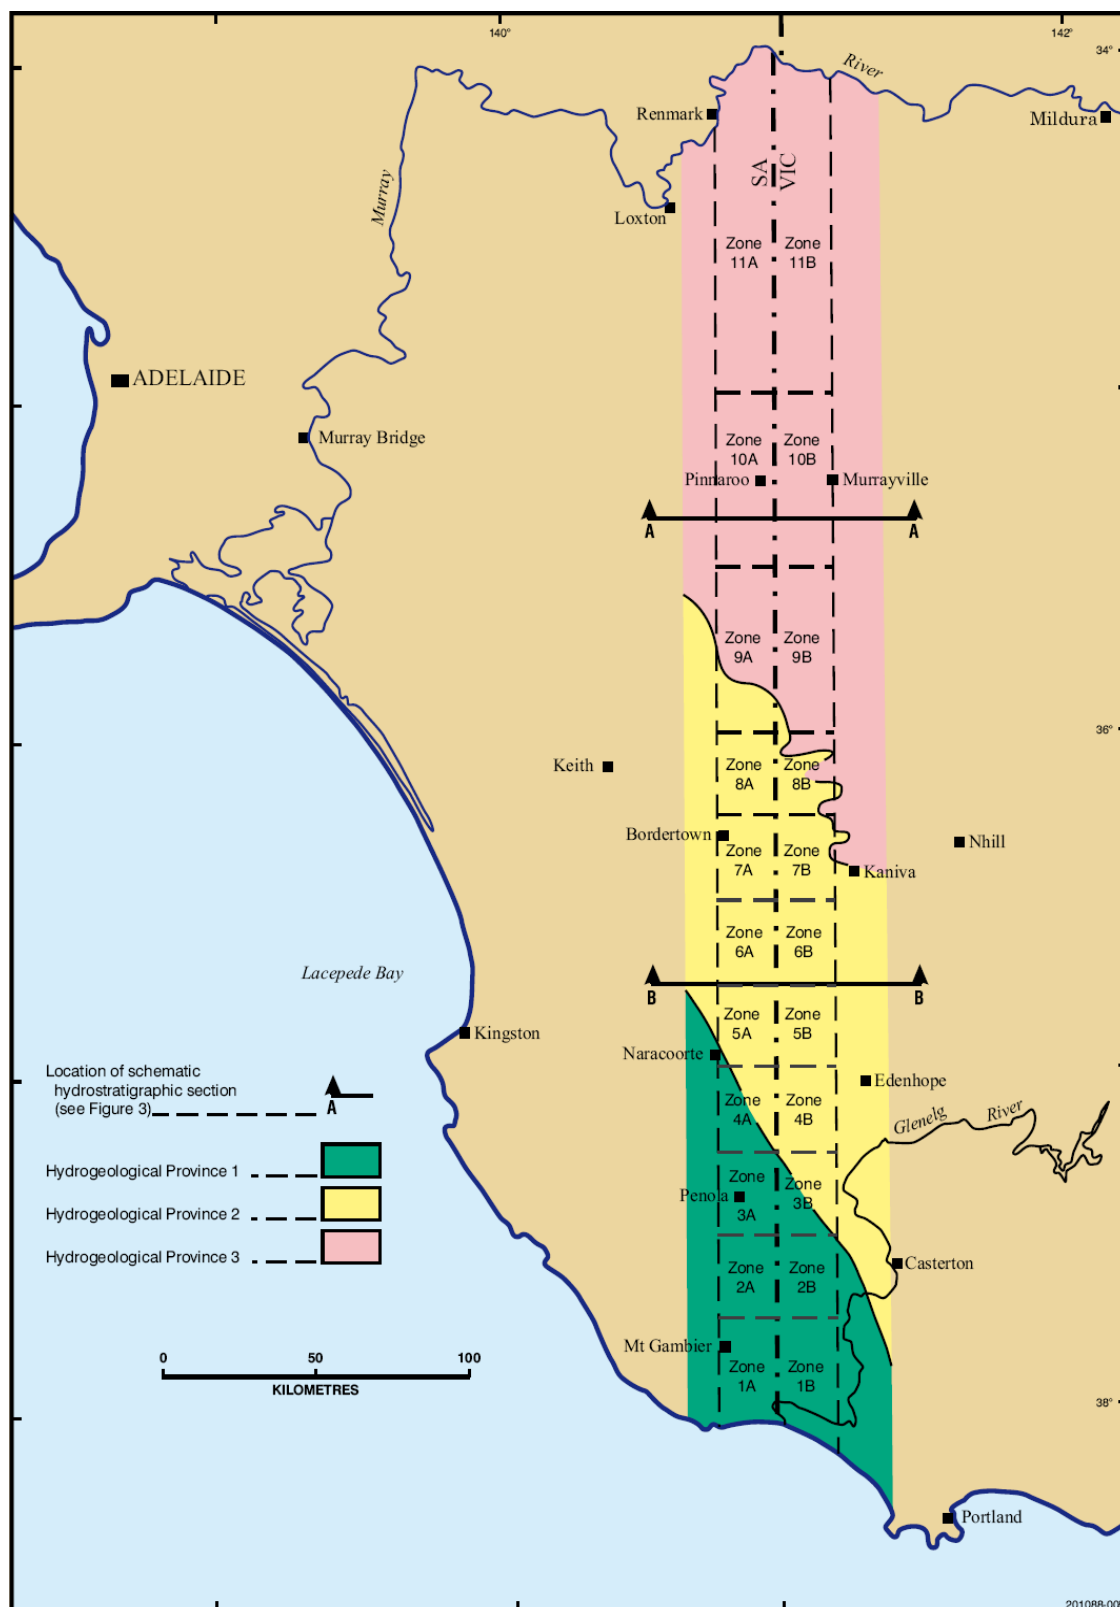 140°
142°
34°
River
Renmark
Mildura
Murray
SA
VIC
Loxton
Zone
11A
Zone
11B
ADELAIDE
Murray Bridge
Zone
10A
Zone
10B
Pinnaroo
Murrayville
A
A
Zone
9A
Zone
9B
36°
Keith
Zone
8A
Zone
8B
Bordertown
Nhill
Zone
7A
Zone
7B
Kaniva
Zone
6A
Zone
6B
Lacepede Bay
B
B
Zone
5A
Zone
5B
Kingston
Naracoorte
Edenhope
Zone
4A
Zone
4B
Glenelg
River
Location of schematic
hydrostratigraphic section
(see Figure 3)
A
Hydrogeological Province 1
Hydrogeological Province 2
Hydrogeological Province 3
Penola
Zone
3A
Zone
3B
Casterton
Zone
2A
Zone
2B
Mt Gambier
Zone
1A
Zone
1B
0
50
100
KILOMETRES
38°
Portland